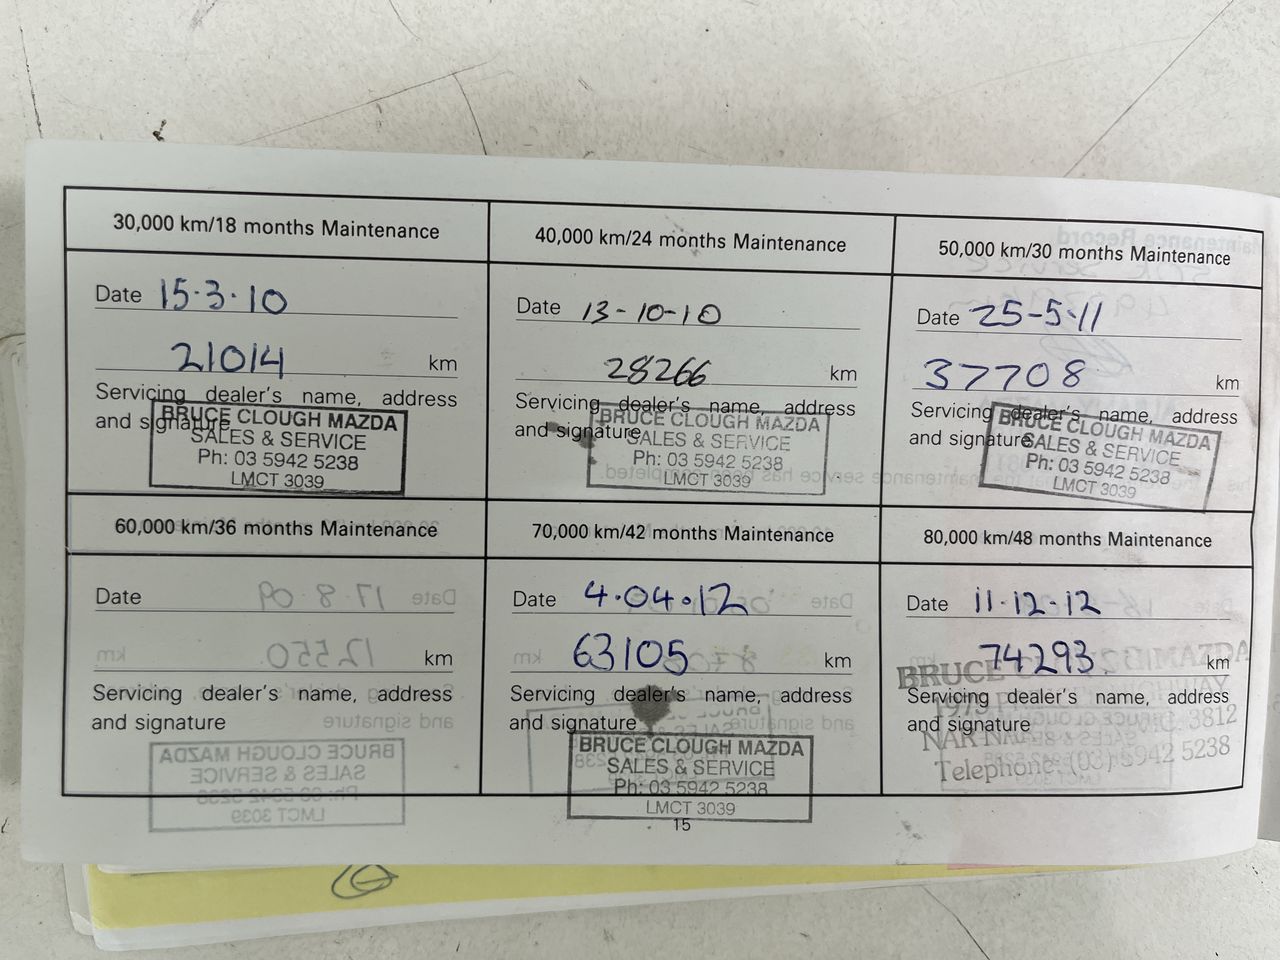 30,000 km/18 months Maintenance
Date 15.3.10
21014 km
Servicing dealer's name, address
and signature
BRUCE CLOUGH MAZDA
SALES & SERVICE
Ph: 03 5942 5238
LMCT 3039
40,000 km/24 months Maintenance
Date 13-10-10
28266 km
Servicing dealer's name, address
and signature
BRUCE CLOUGH MAZDA
SALES & SERVICE
Ph: 03 5942 5238
LMCT 3039
50,000 km/30 months Maintenance
Date 25-5.11
37708 km
Servicing dealer's name, address
and signature
BRUCE CLOUGH MAZDA
SALES & SERVICE
Ph: 03 5942 5238
LMCT 3039
60,000 km/36 months Maintenance
Date
km
Servicing dealer's name, address
and signature
70,000 km/42 months Maintenance
Date 4.04.12
63105 km
Servicing dealer's name, address
and signature
BRUCE CLOUGH MAZDA
SALES & SERVICE
Ph: 03 5942 5238
LMCT 3039
80,000 km/48 months Maintenance
Date 11.12.12
74293 km
Servicing dealer's name, address
and signature
BRUCE MAZDA
3812
Telephone: (03) 5942 5238
15